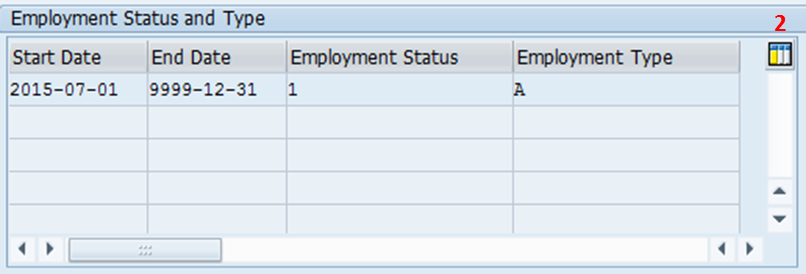 Employment Status and Type
2
Start Date End Date Employment Status Employment Type
2015-07-01 9999-12-31 1 A